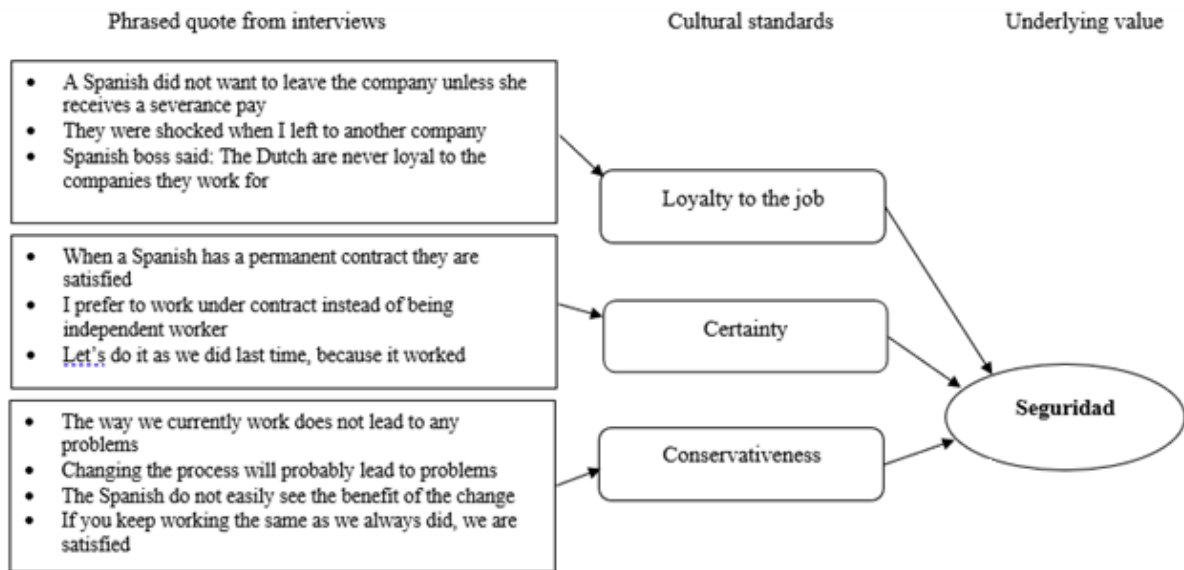 Phrased quote from interviews
Cultural standards
Underlying value
• A Spanish did not want to leave the company unless she
receives a severance pay
• They were shocked when I left to another company
• Spanish boss said: The Dutch are never loyal to the
companies they work for
Loyalty to the job
• When a Spanish has a permanent contract they are
satisfied
• I prefer to work under contract instead of being
independent worker
• Let's do it as we did last time, because it worked
Certainty
Seguridad
• The way we currently work does not lead to any
problems
• Changing the process will probably lead to problems
• The Spanish do not easily see the benefit of the change
• If you keep working the same as we always did, we are
satisfied
Conservativeness